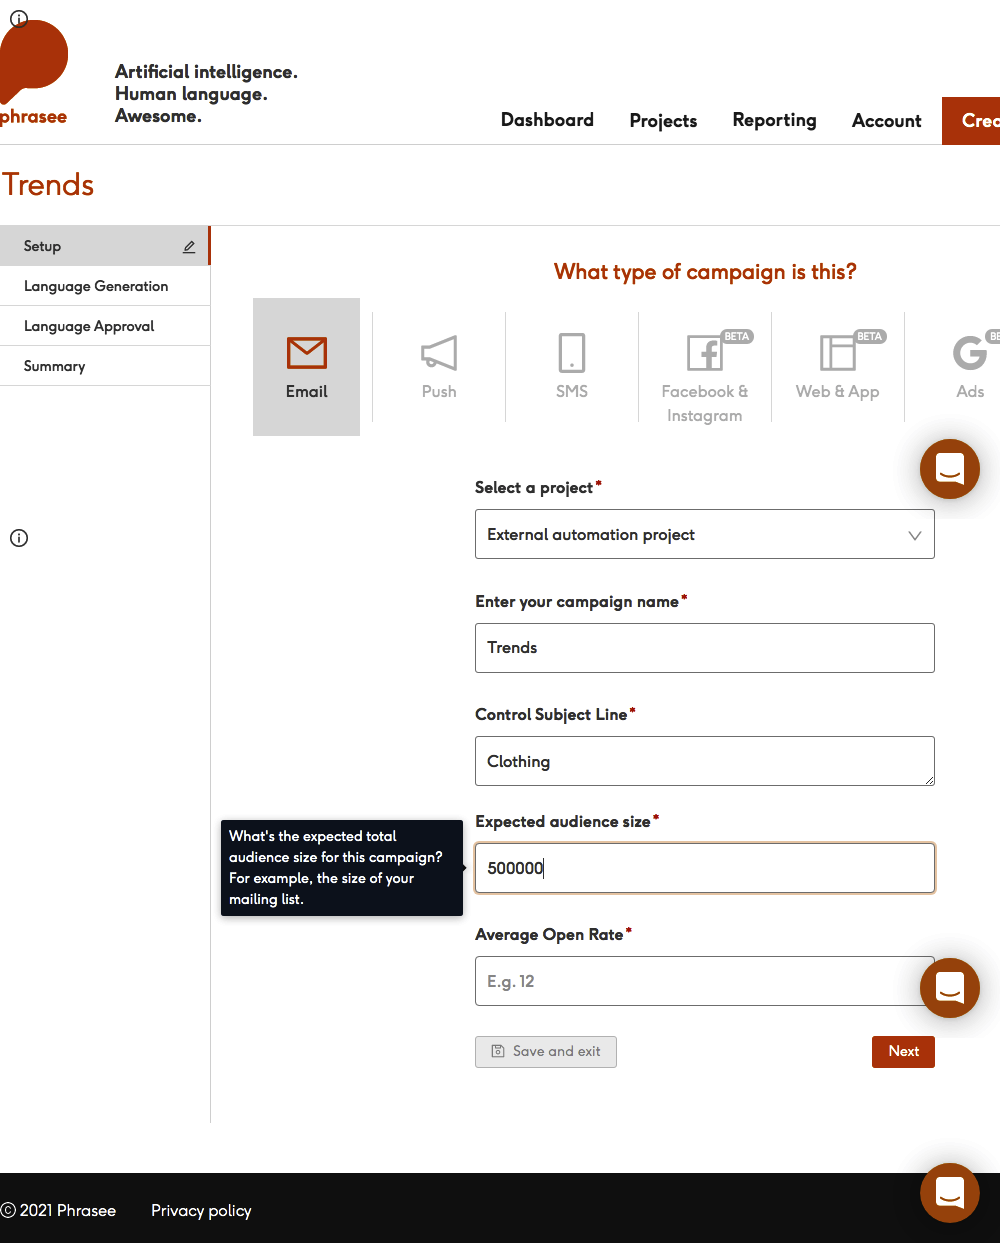 phrasee
Artificial intelligence.
Human language.
Awesome.
Dashboard
Projects
Reporting
Account
Trends
Setup
Language Generation
Language Approval
Summary
What type of campaign is this?
Email
Push
SMS
BETA
Facebook &
Instagram
BETA
Web & App
Ads
Select a project*
External automation project
Enter your campaign name*
Trends
Control Subject Line*
Clothing
Expected audience size*
What's the expected total
audience size for this campaign?
For example, the size of your
mailing list.
500000
Average Open Rate*
E.g. 12
Save and exit
Next
© 2021 Phrasee
Privacy policy